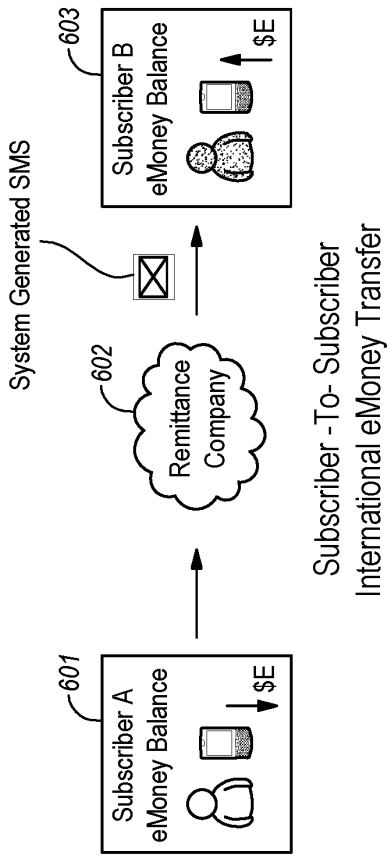 601
Subscriber A
eMoney Balance
$E
602
Remittance
Company
System Generated SMS
603
Subscriber B
eMoney Balance
$E
Subscriber -To- Subscriber
International eMoney Transfer